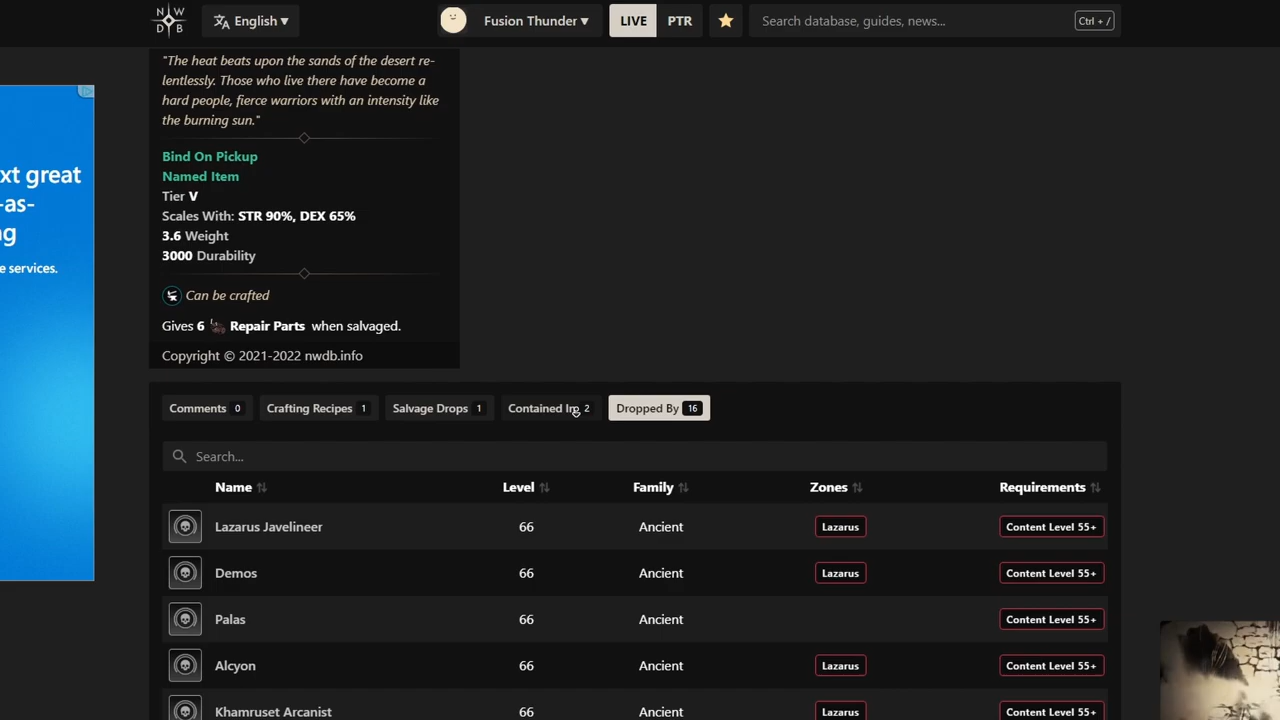 N W
D B
English ▾
Fusion Thunder ▾
LIVE
PTR
Search database, guides, news...
Ctrl + /
"The heat beats upon the sands of the desert re-
lentlessly. Those who live there have become a
hard people, fierce warriors with an intensity like
the burning sun."
Bind On Pickup
Named Item
Tier V
Scales With: STR 90%, DEX 65%
3.6 Weight
3000 Durability
Can be crafted
Gives 6 Repair Parts when salvaged.
Copyright © 2021-2022 nwdb.info
xt great
-as-
ng
e services.
Comments 0
Crafting Recipes 1
Salvage Drops 1
Contained In 2
Dropped By 16
Search...
Name Level Family Zones Requirements
Lazarus Javelineer 66 Ancient Lazarus Content Level 55+
Demos 66 Ancient Lazarus Content Level 55+
Palas 66 Ancient Content Level 55+
Alcyon 66 Ancient Lazarus Content Level 55+
Khamruset Arcanist 66 Ancient Lazarus Content Level 55+